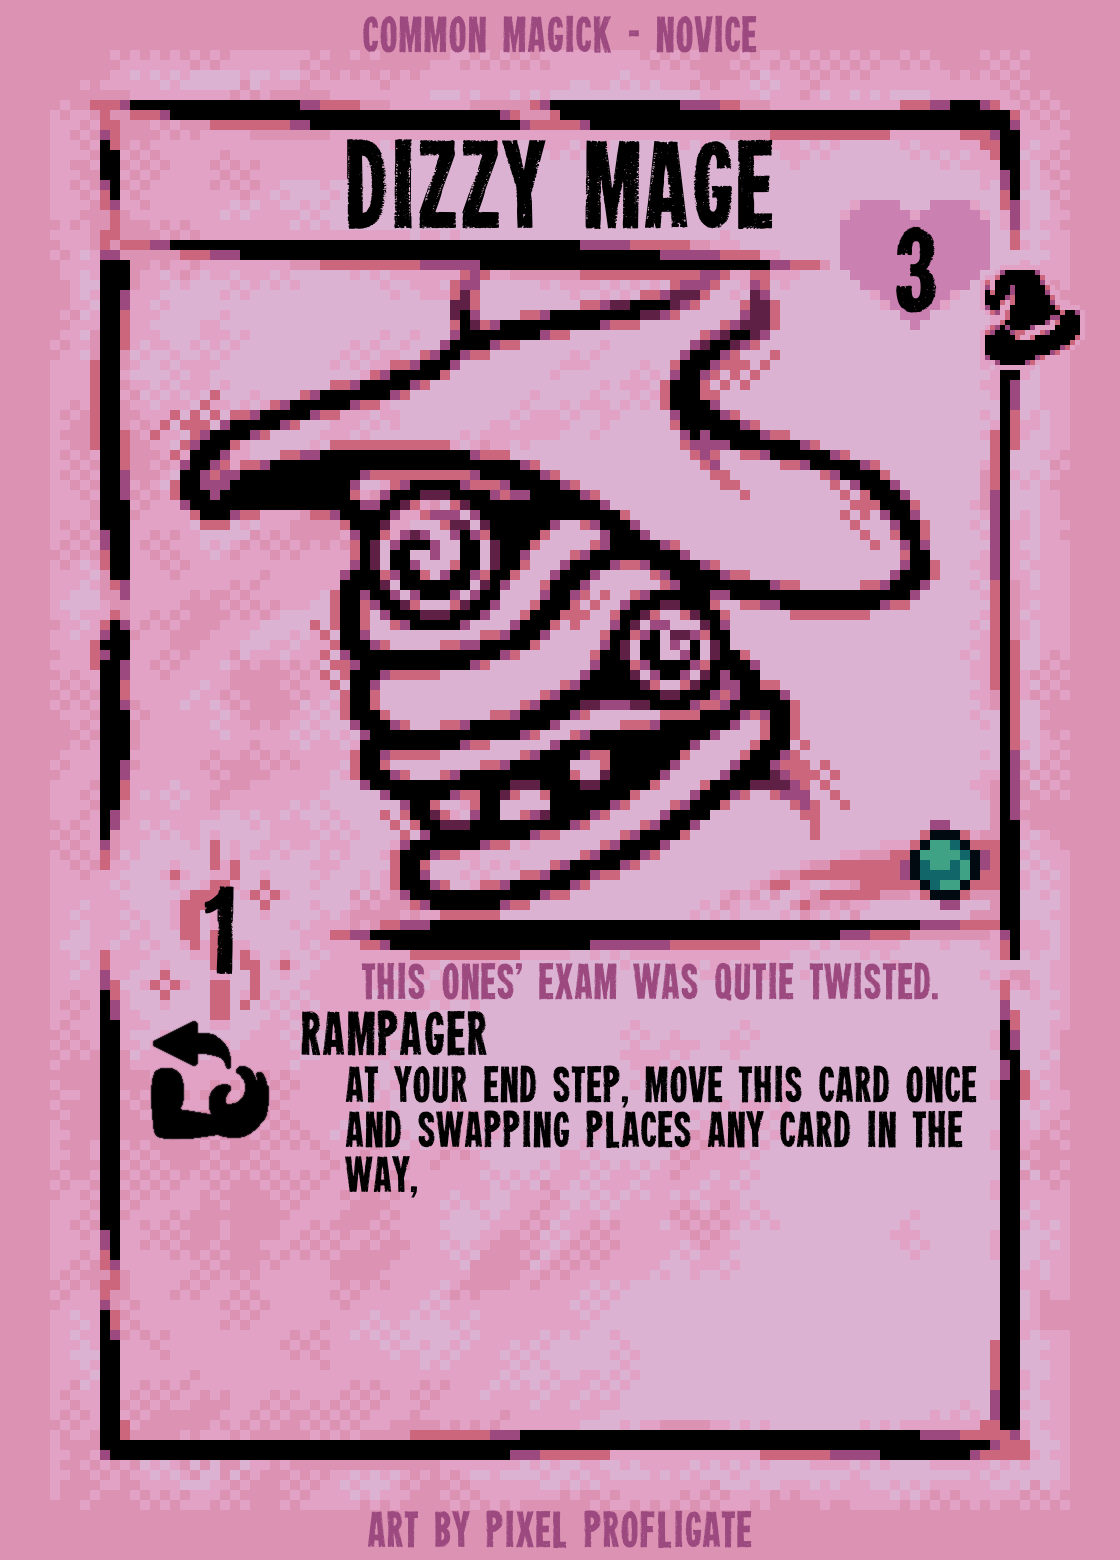 COMMON MAGICK - NOVICE
DIZZY MAGE
3
1
THIS ONES' EXAM WAS QUTIE TWISTED.
RAMPAGER
AT YOUR END STEP, MOVE THIS CARD ONCE
AND SWAPPING PLACES ANY CARD IN THE
WAY,
ART BY PIXEL PROFLIGATE